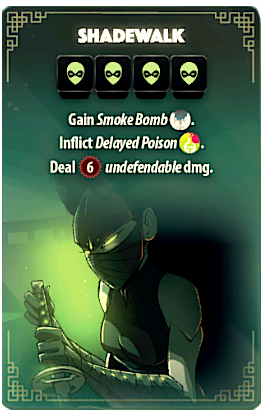 SHADEWALK
Gain Smoke Bomb.
Inflict Delayed Poison.
Deal 6 undefendable dmg.